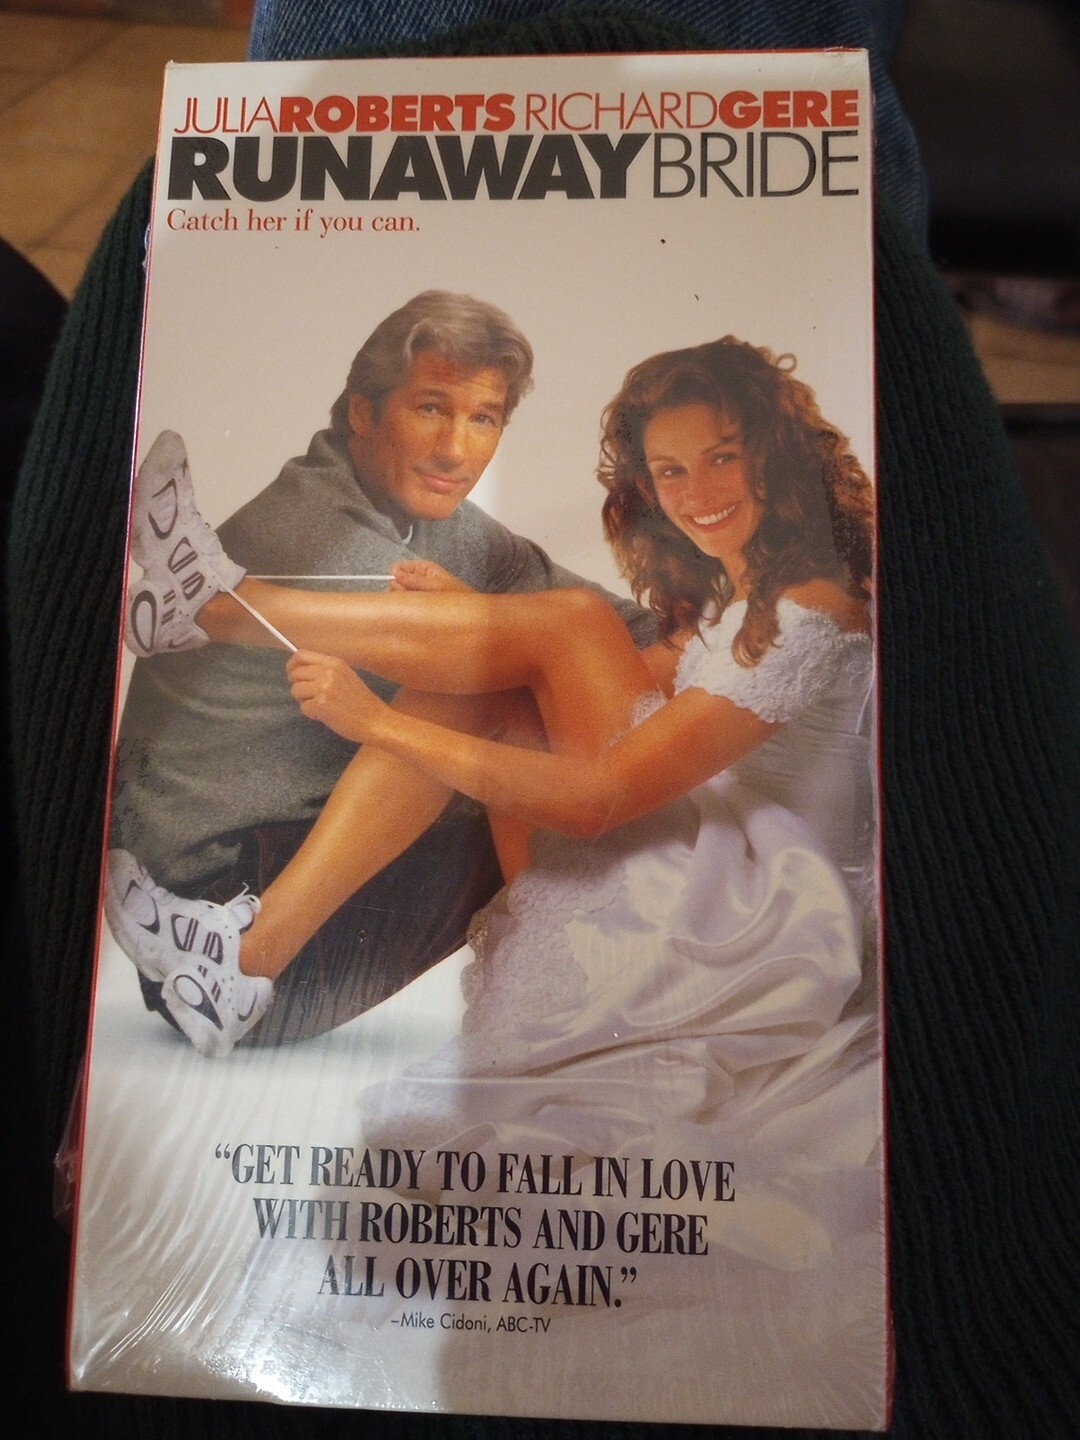 JULIAROBERTS RICHARDGERE
RUNAWAYBRIDE
Catch her if you can.
“GET READY TO FALL IN LOVE
WITH ROBERTS AND GERE
ALL OVER AGAIN.”
–Mike Cidoni, ABC-TV